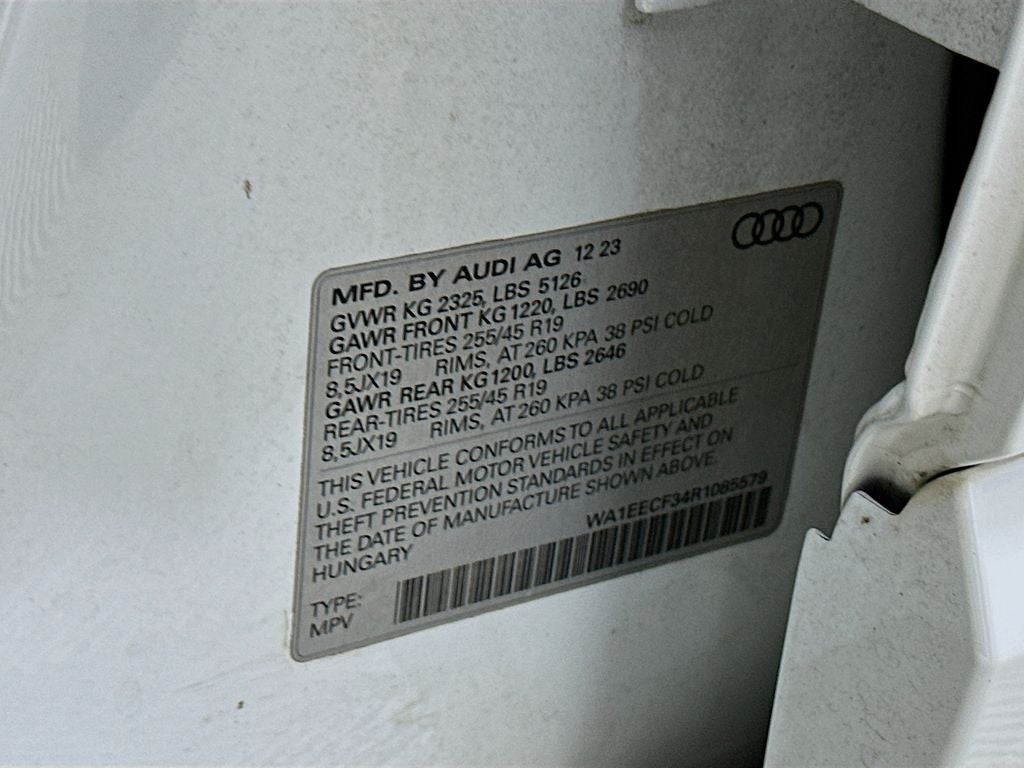 MFD. BY AUDI AG 12 23
GVWR KG 2325, LBS 5126
GAWR FRONT KG 1220, LBS 2690
FRONT-TIRES 255/45 R19
8,5JX19 RIMS, AT 260 KPA 38 PSI COLD
GAWR REAR KG 1200, LBS 2646
REAR-TIRES 255/45 R19
8,5JX19 RIMS, AT 260 KPA 38 PSI COLD
THIS VEHICLE CONFORMS TO ALL APPLICABLE
U.S. FEDERAL MOTOR VEHICLE SAFETY AND
THEFT PREVENTION STANDARDS IN EFFECT ON
THE DATE OF MANUFACTURE SHOWN ABOVE.
HUNGARY WA1EECF34R1085579
TYPE:
MPV